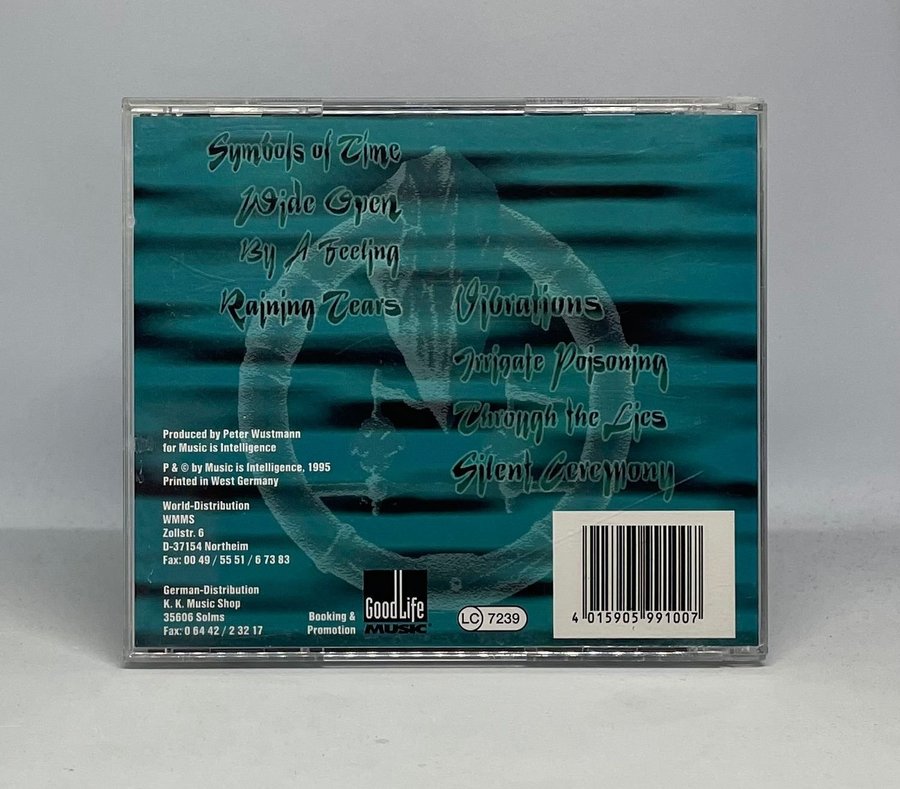 Symbols of Time
Wide Open
By A Feeling
Raining Tears
Vibrations
Irrigate Poisoning
Through the Lies
Silent Ceremony
Produced by Peter Wustmann
for Music is Intelligence
P & © by Music is Intelligence, 1995
Printed in West Germany
World-Distribution
WMMS
Zollstr. 6
D-37154 Northeim
Fax: 00 49 / 55 51 / 6 73 83
German-Distribution
K. K. Music Shop
35606 Solms
Fax: 0 64 42 / 2 32 17
Booking &
Promotion
GoodLife
MUSIC
LC 7239
4 015905 991007